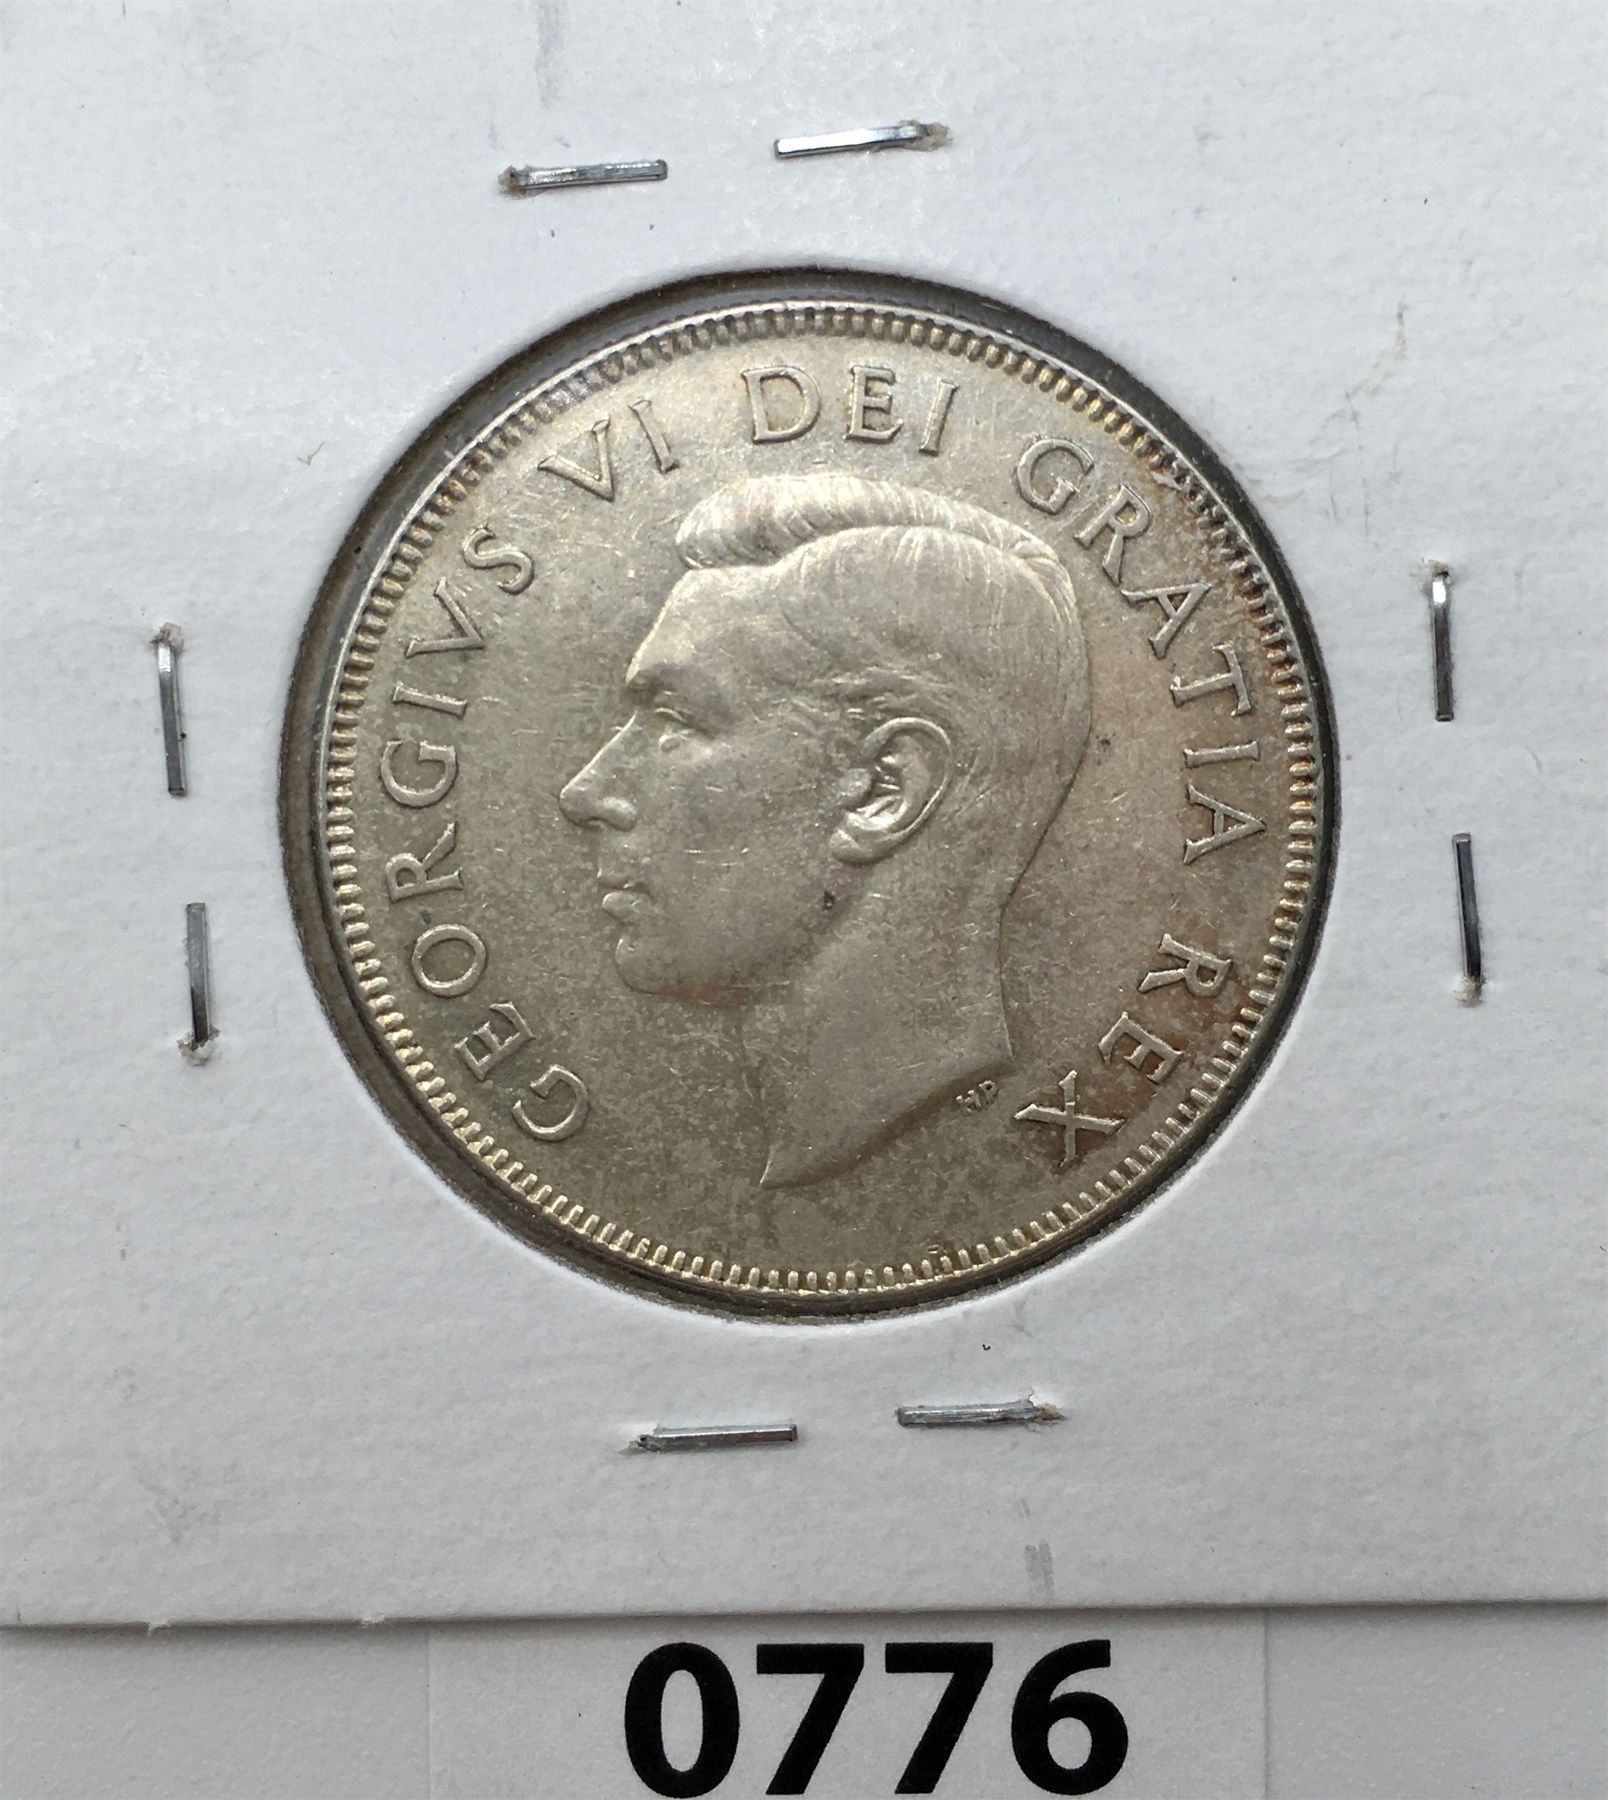 GEORGIVS VI DEI GRATIA REX
HP
0776